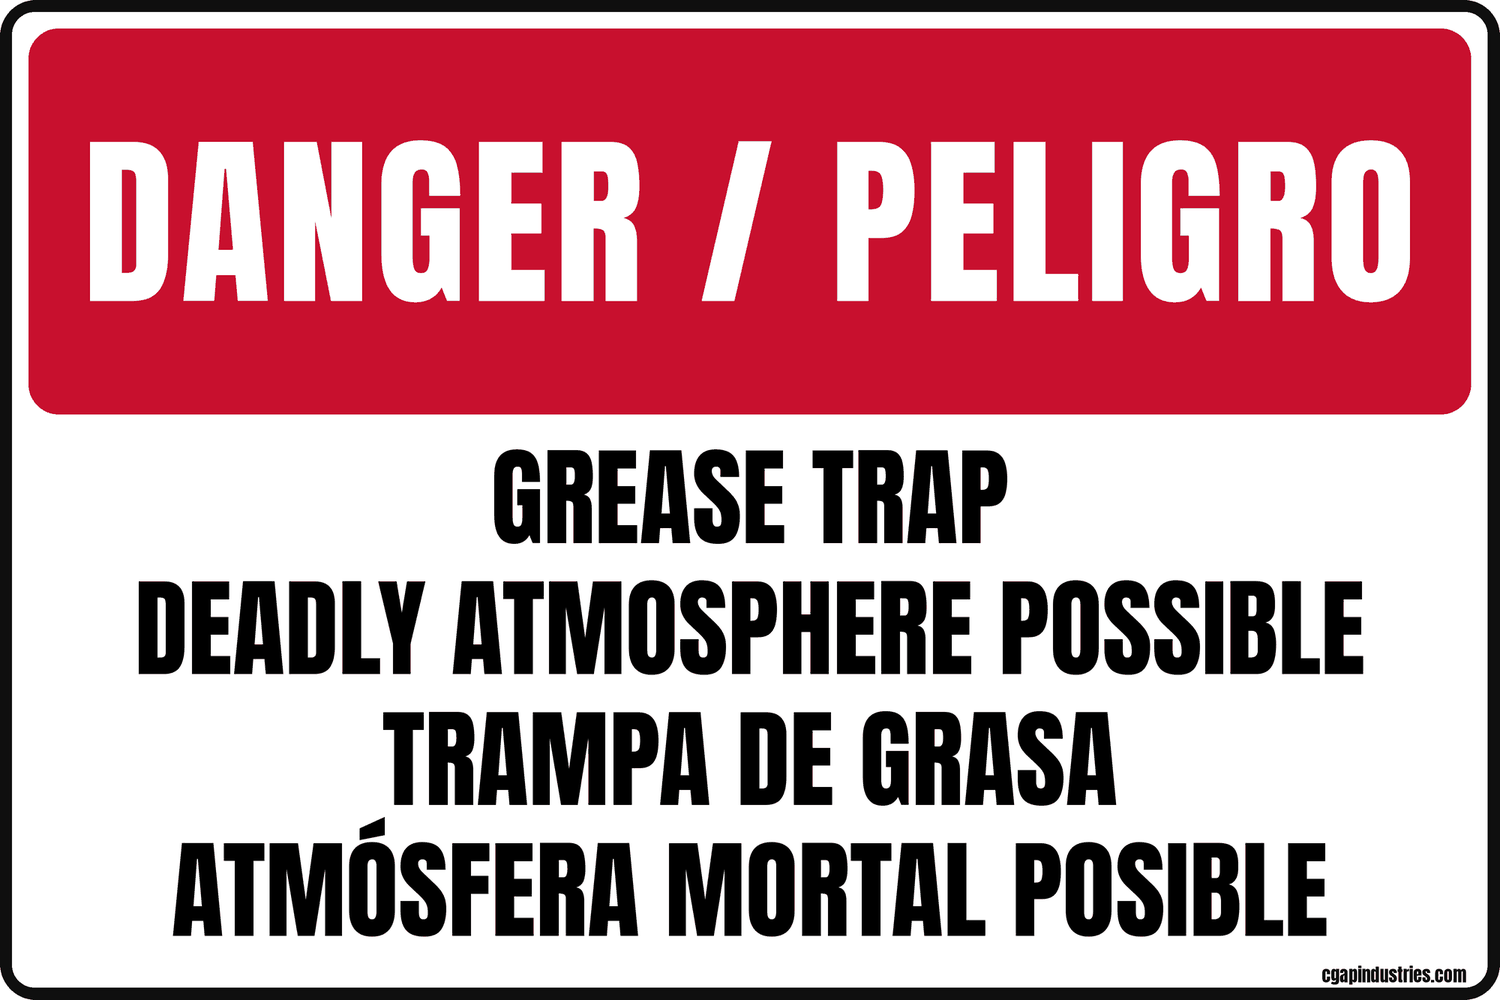 DANGER / PELIGRO
GREASE TRAP
DEADLY ATMOSPHERE POSSIBLE
TRAMPA DE GRASA
ATMÓSFERA MORTAL POSIBLE
cgapindustries.com